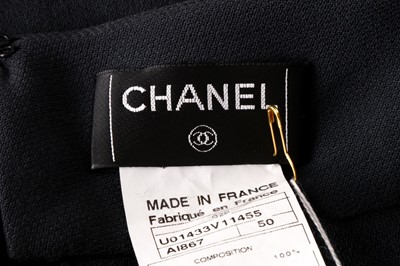 CHANEL
MADE IN FRANCE
Fabriqué en France
U01433V11455
A1867 50
COMPOSITION 100%